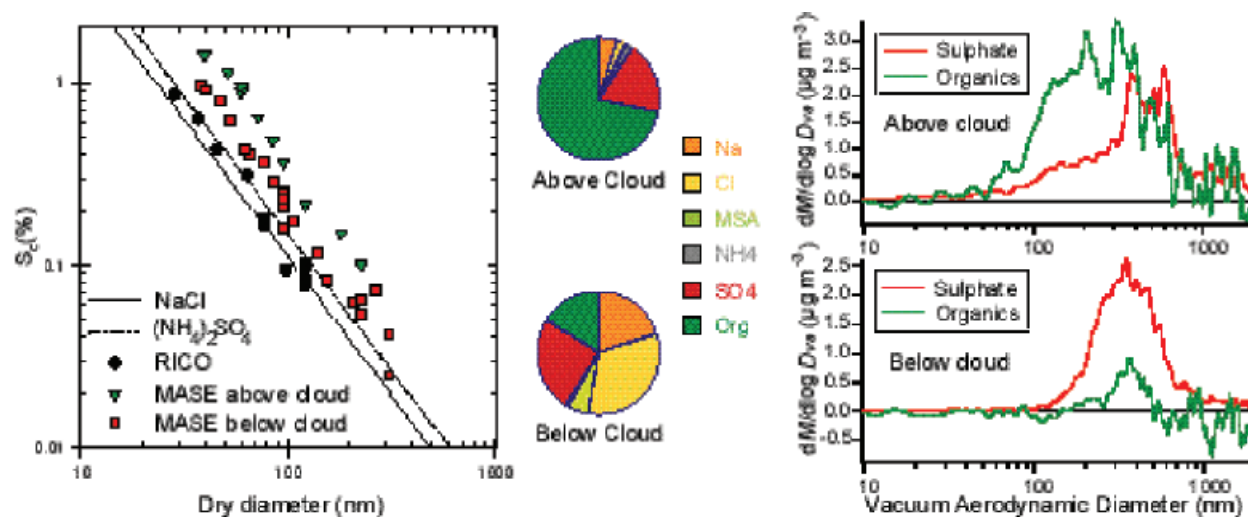 1
0.1
0.01
S_c(%)
NaCl
(NH_4)_2SO_4
RICO
MASE above cloud
MASE below cloud
10
100
1000
Dry diameter (nm)
Above Cloud
Na
Cl
MSA
NH4
SO4
Org
Below Cloud
dM/dlog Dva (µg m⁻³)
3.0
2.5
2.0
1.5
1.0
0.5
0.0
Sulphate
Organics
Above cloud
10
100
1000
dM/dlog Dva (µg m⁻³)
2.5
2.0
1.5
1.0
0.5
0.0
-0.5
Sulphate
Organics
Below cloud
10
100
1000
Vacuum Aerodynamic Diameter (nm)